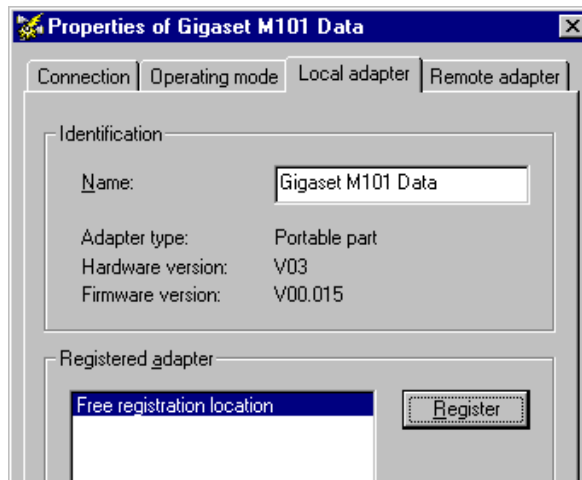 Properties of Gigaset M101 Data
Connection Operating mode Local adapter Remote adapter
Identification
Name: Gigaset M101 Data
Adapter type: Portable part
Hardware version: V03
Firmware version: V00.015
Registered adapter
Free registration location Register